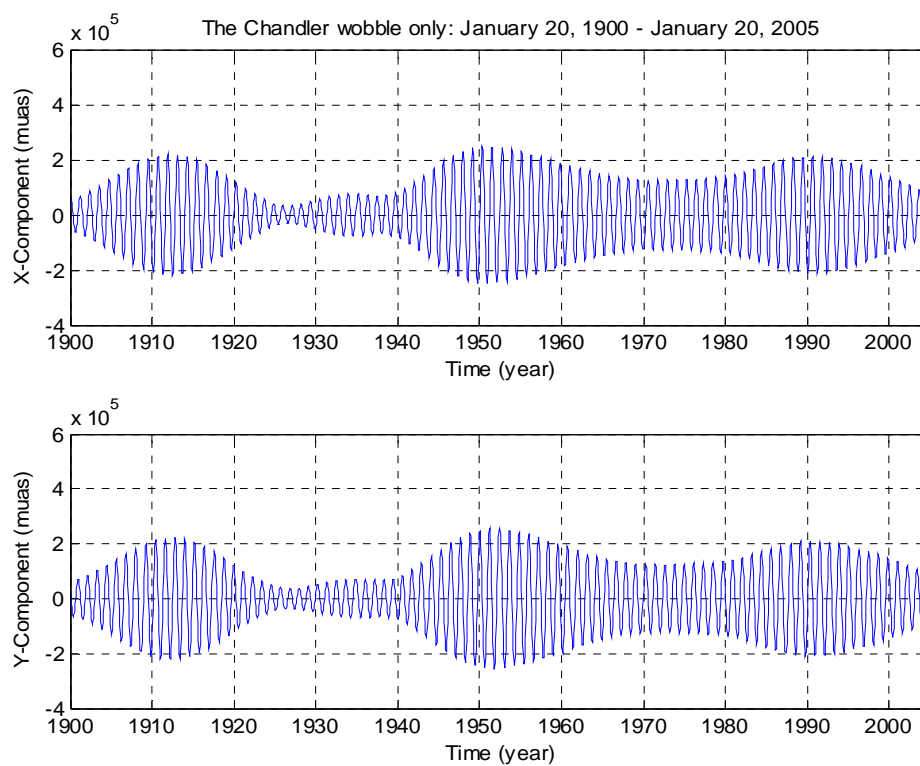 The Chandler wobble only: January 20, 1900 - January 20, 2005
x 10^5
6
4
2
0
-2
-4
X-Component (muas)
1900 1910 1920 1930 1940 1950 1960 1970 1980 1990 2000
Time (year)
x 10^5
6
4
2
0
-2
-4
Y-Component (muas)
1900 1910 1920 1930 1940 1950 1960 1970 1980 1990 2000
Time (year)